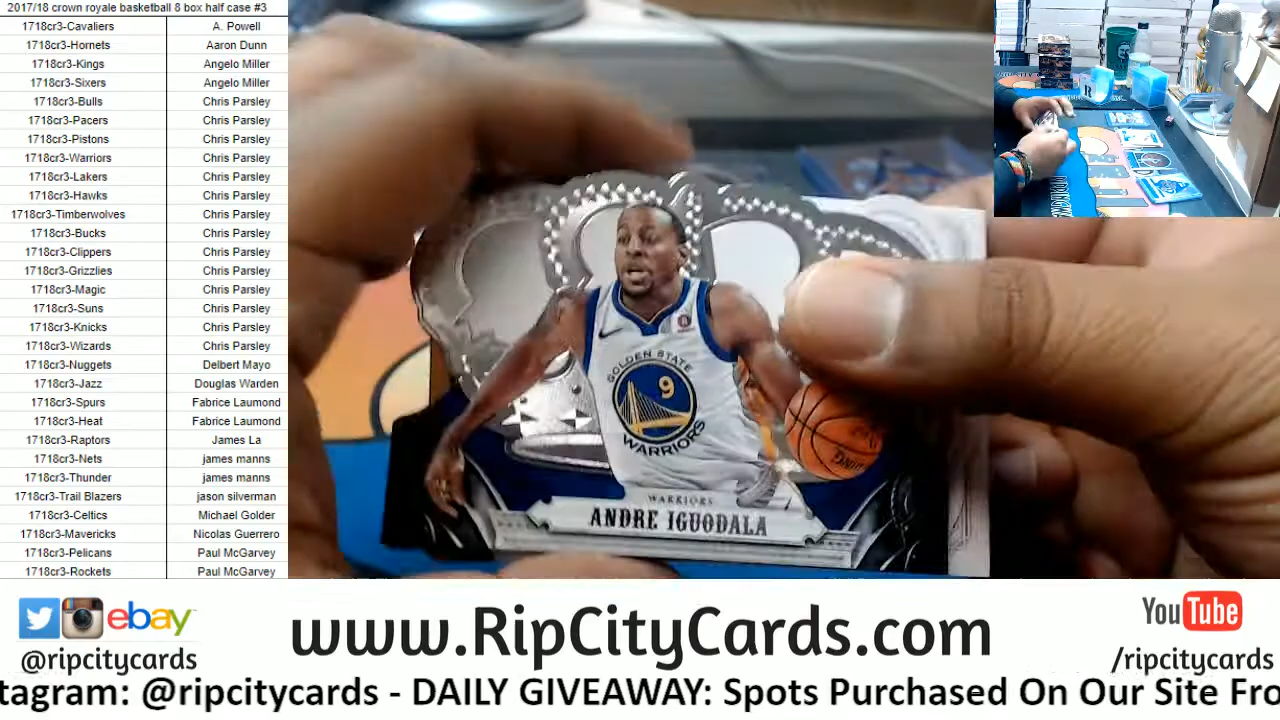 2017/18 crown royale basketball 8 box half case #3
1718cr3-Cavaliers A. Powell
1718cr3-Hornets Aaron Dunn
1718cr3-Kings Angelo Miller
1718cr3-Sixers Angelo Miller
1718cr3-Bulls Chris Parsley
1718cr3-Pacers Chris Parsley
1718cr3-Pistons Chris Parsley
1718cr3-Warriors Chris Parsley
1718cr3-Lakers Chris Parsley
1718cr3-Hawks Chris Parsley
1718cr3-Timberwolves Chris Parsley
1718cr3-Bucks Chris Parsley
1718cr3-Clippers Chris Parsley
1718cr3-Grizzlies Chris Parsley
1718cr3-Magic Chris Parsley
1718cr3-Suns Chris Parsley
1718cr3-Knicks Chris Parsley
1718cr3-Wizards Chris Parsley
1718cr3-Nuggets Delbert Mayo
1718cr3-Jazz Douglas Warden
1718cr3-Spurs Fabrice Laumond
1718cr3-Heat Fabrice Laumond
1718cr3-Raptors James La
1718cr3-Nets james manns
1718cr3-Thunder james manns
1718cr3-Trail Blazers jason silverman
1718cr3-Celtics Michael Golder
1718cr3-Mavericks Nicolas Guerrero
1718cr3-Pelicans Paul McGarvey
1718cr3-Rockets Paul McGarvey
GOLDEN STATE
9
WARRIORS
WARRIORS
ANDRE IGUODALA
ebay
@ripcitycards
www.RipCityCards.com
YouTube
/ripcitycards
tagram: @ripcitycards - DAILY GIVEAWAY: Spots Purchased On Our Site Fro